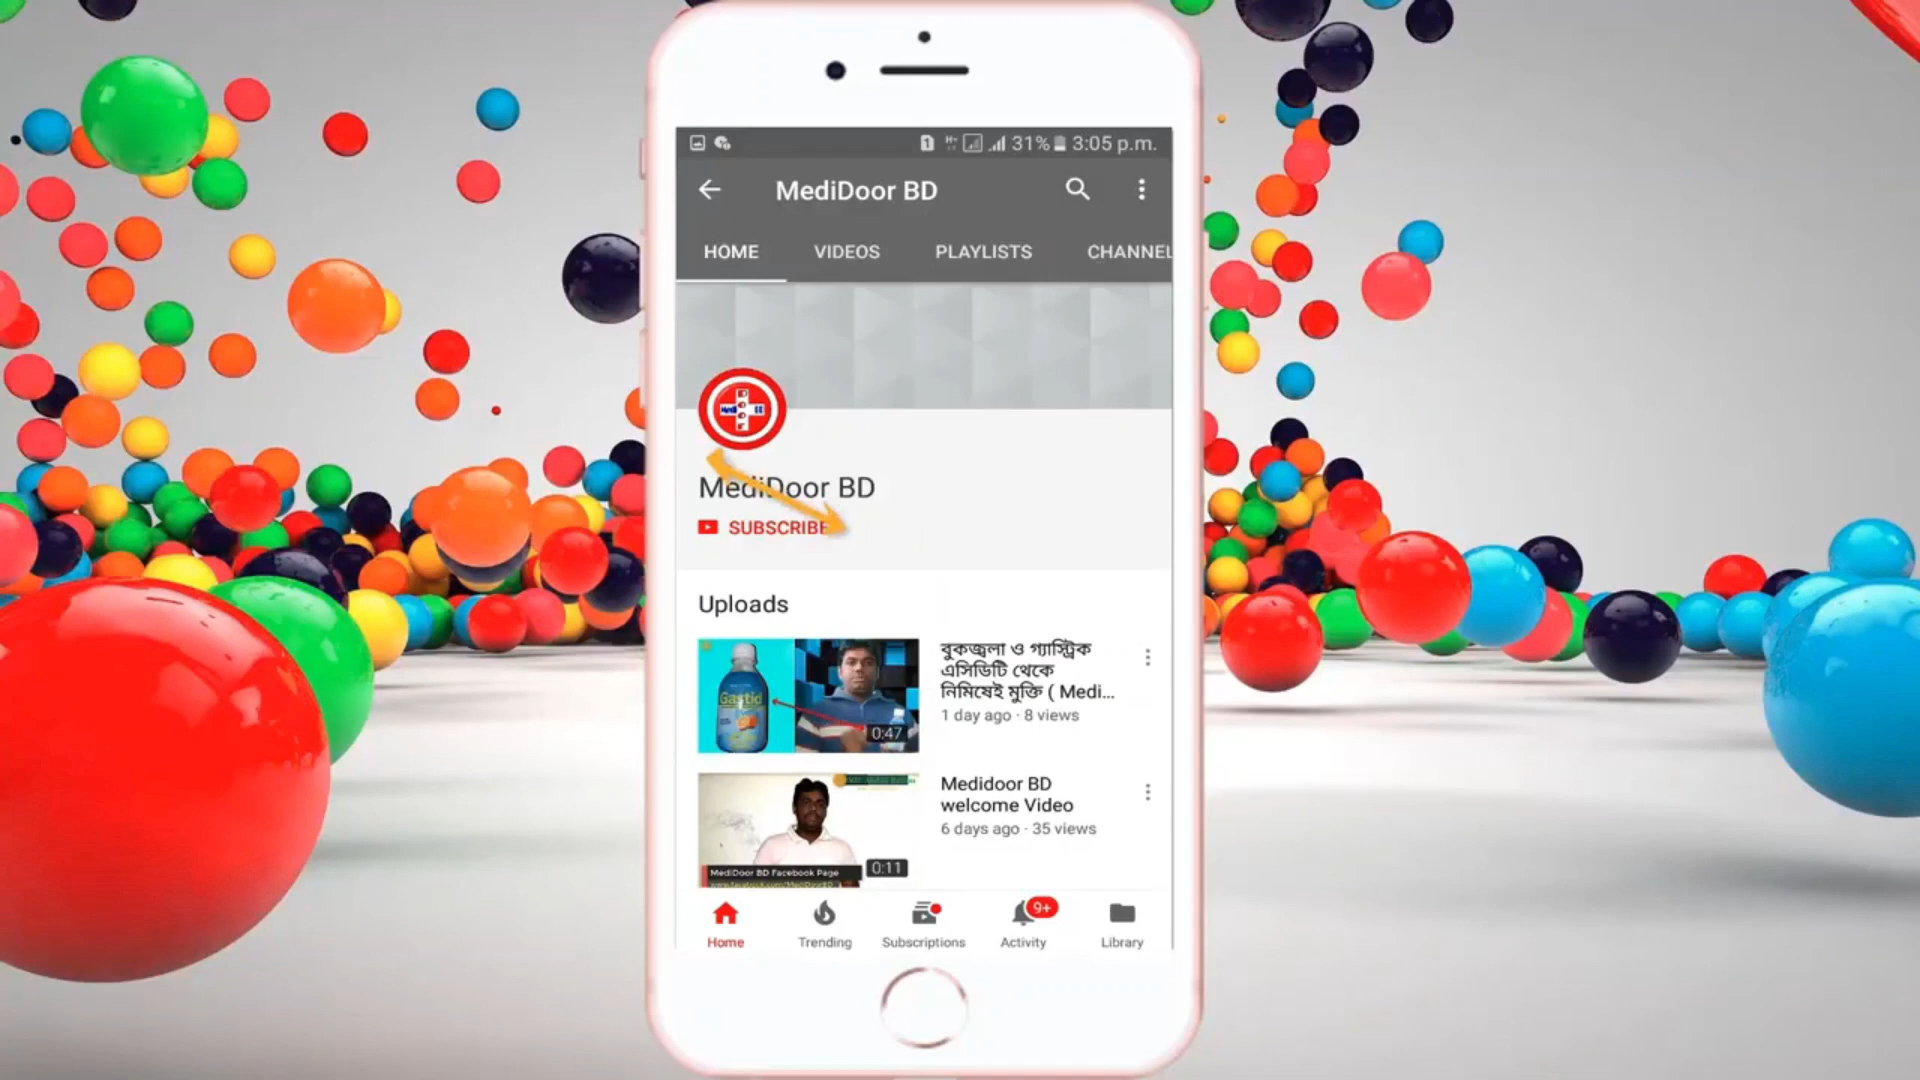 31% 3:05 p.m.
MediDoor BD
HOME VIDEOS PLAYLISTS CHANNEL
MediDoor BD
SUBSCRIBE
Uploads
Gastid
0:47
বুকজ্বলা ও গ্যাস্ট্রিক
এসিডিটি থেকে
নিমিষেই মুক্তি ( Medi...
1 day ago · 8 views
Medidoor BD
welcome Video
6 days ago · 35 views
MediDoor BD Facebook Page
0:11
9+
Home Trending Subscriptions Activity Library